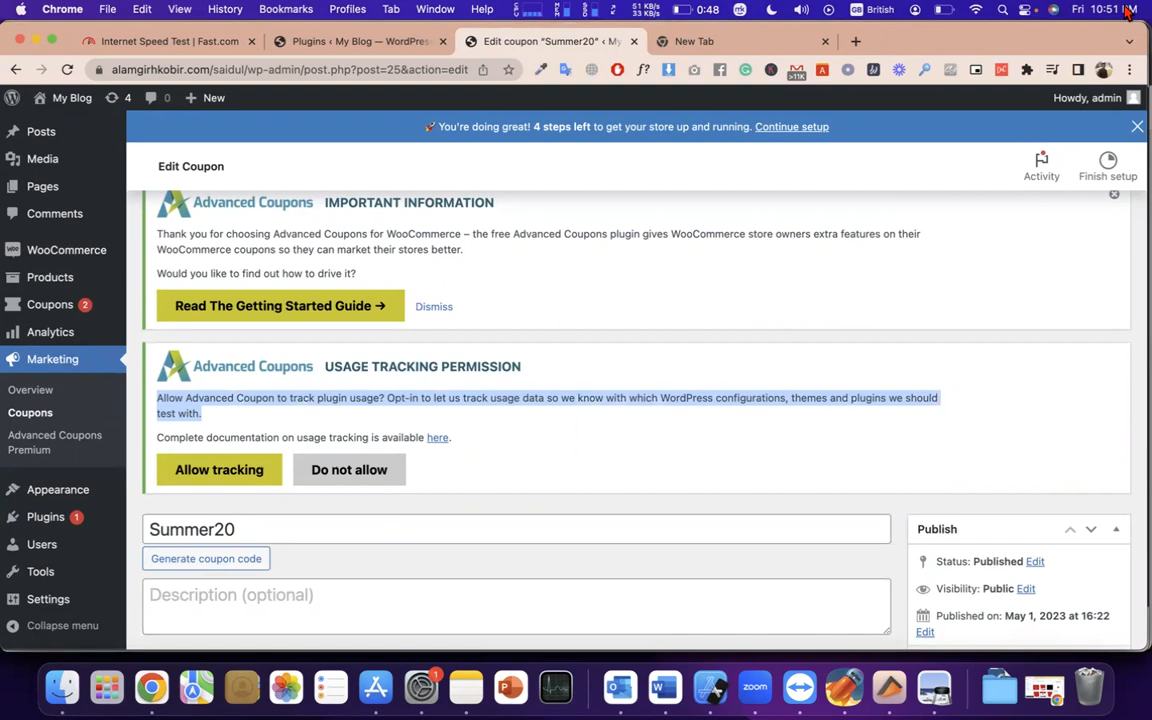 Chrome File Edit View History Bookmarks Profiles Tab Window Help 51 KB/s 33 KB/s 0:48 British Fri 10:51
Internet Speed Test | Fast.com Plugins ‹ My Blog — WordPres Edit coupon "Summer20" ‹ My New Tab
alamgirhkobir.com/saidul/wp-admin/post.php?post=25&action=edit f? >11K
My Blog 4 0 New Howdy, admin
🚀 You're doing great! 4 steps left to get your store up and running. Continue setup
Edit Coupon
Activity
Finish setup
Posts
Media
Pages
Comments
WooCommerce
Products
Coupons 2
Analytics
Marketing
Overview
Coupons
Advanced Coupons
Premium
Appearance
Plugins 1
Users
Tools
Settings
Collapse menu
Advanced Coupons IMPORTANT INFORMATION
Thank you for choosing Advanced Coupons for WooCommerce – the free Advanced Coupons plugin gives WooCommerce store owners extra features on their
WooCommerce coupons so they can market their stores better.
Would you like to find out how to drive it?
Read The Getting Started Guide → Dismiss
Advanced Coupons USAGE TRACKING PERMISSION
Allow Advanced Coupon to track plugin usage? Opt-in to let us track usage data so we know with which WordPress configurations, themes and plugins we should
test with.
Complete documentation on usage tracking is available here.
Allow tracking Do not allow
Summer20
Generate coupon code
Description (optional)
Publish
Status: Published Edit
Visibility: Public Edit
Published on: May 1, 2023 at 16:22
Edit
1
zoom